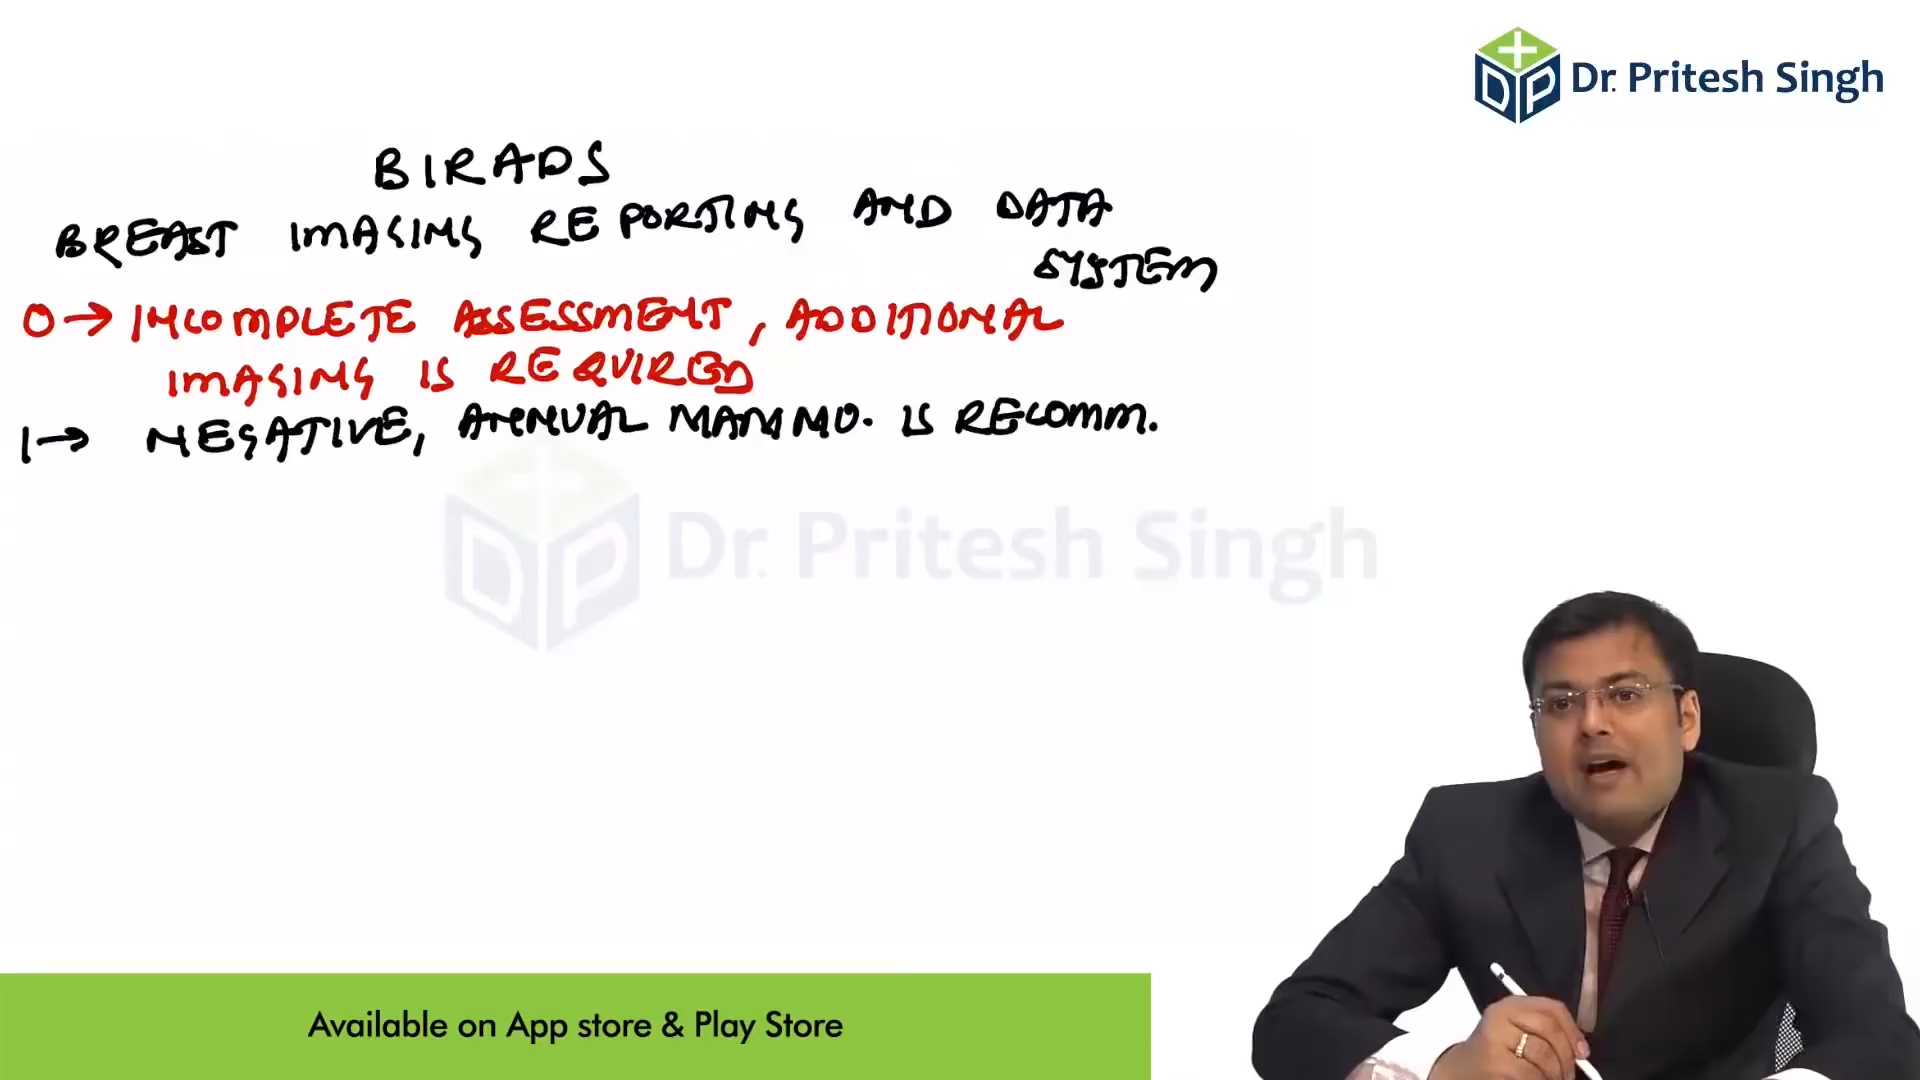 Dr. Pritesh Singh
BIRADS
BREAST IMAGING REPORTING AND DATA
SYSTEM
0→ INCOMPLETE ASSESSMENT, ADDITIONAL
IMAGING IS REQUIRED
1→ NEGATIVE, ANNUAL MAMMO. IS RECOMM.
DP Dr. Pritesh Singh
Available on App store & Play Store